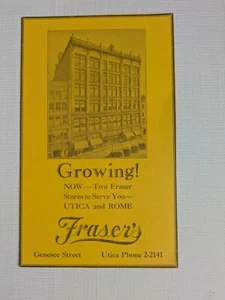 Growing!
NOW — Two Fraser
Stores to Serve You—
UTICA and ROME
Fraser's
Genesee Street Utica Phone 2-2141